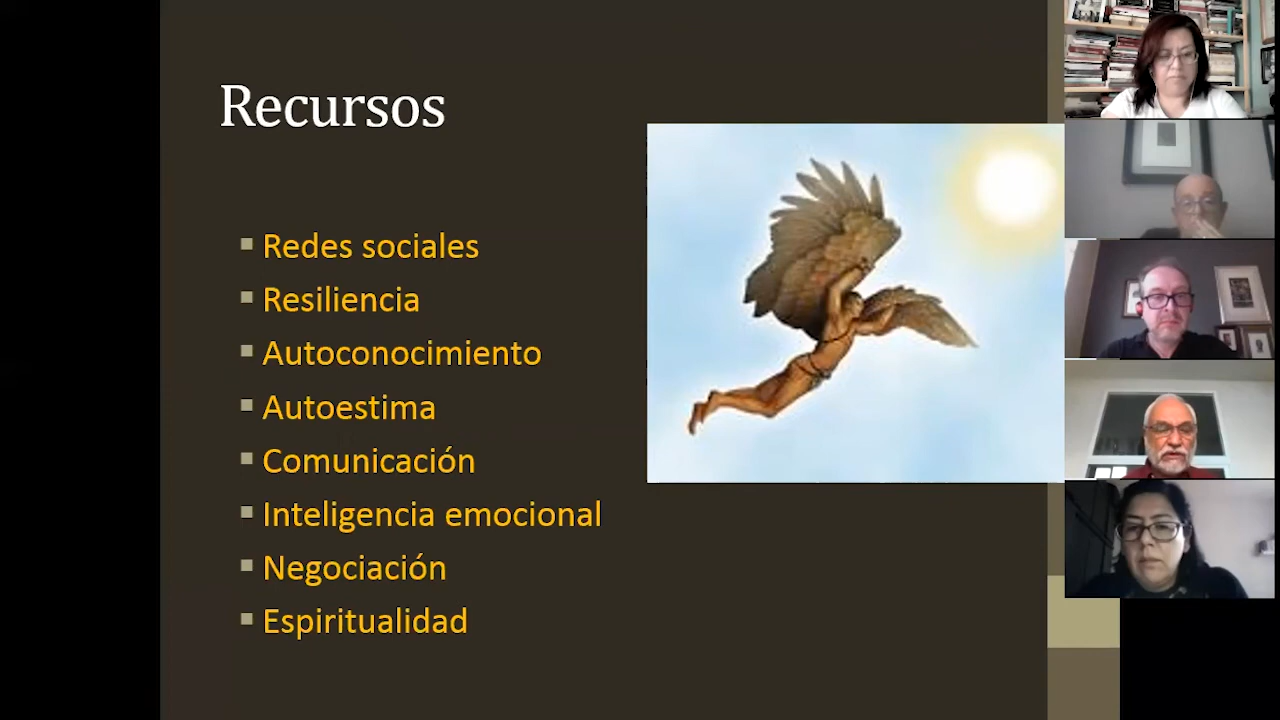 Recursos
Redes sociales
Resiliencia
Autoconocimiento
Autoestima
Comunicación
Inteligencia emocional
Negociación
Espiritualidad